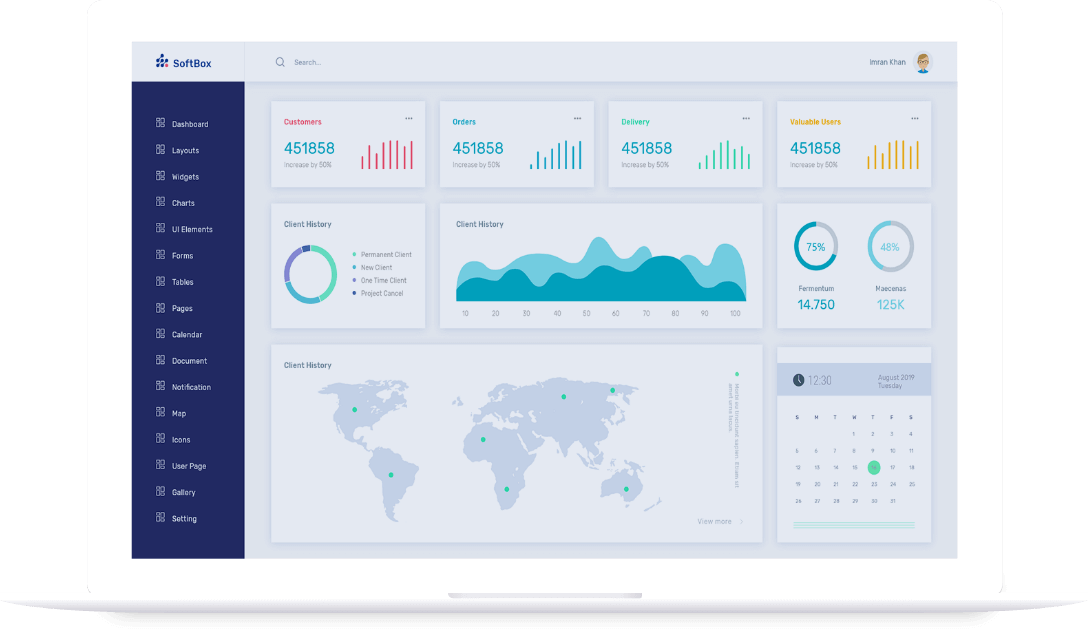 SoftBox
Search...
Imran Khan
Dashboard
Layouts
Widgets
Charts
UI Elements
Forms
Tables
Pages
Calendar
Document
Notification
Map
Icons
User Page
Gallery
Setting
Customers
451858
Increase by 50%
Orders
451858
Increase by 50%
Delivery
451858
Increase by 50%
Valuable Users
451858
Increase by 50%
Client History
Permanent Client
New Client
One Time Client
Project Cancel
Client History
10 20 30 40 50 60 70 80 90 100
75%
Fermentum
14.750
48%
Maecenas
125K
Client History
View more
12:30
August 2019
Tuesday
S M T W T F S
1 2 3 4
5 6 7 8 9 10 11
12 13 14 15 16 17 18
19 20 21 22 23 24 25
26 27 28 29 30 31